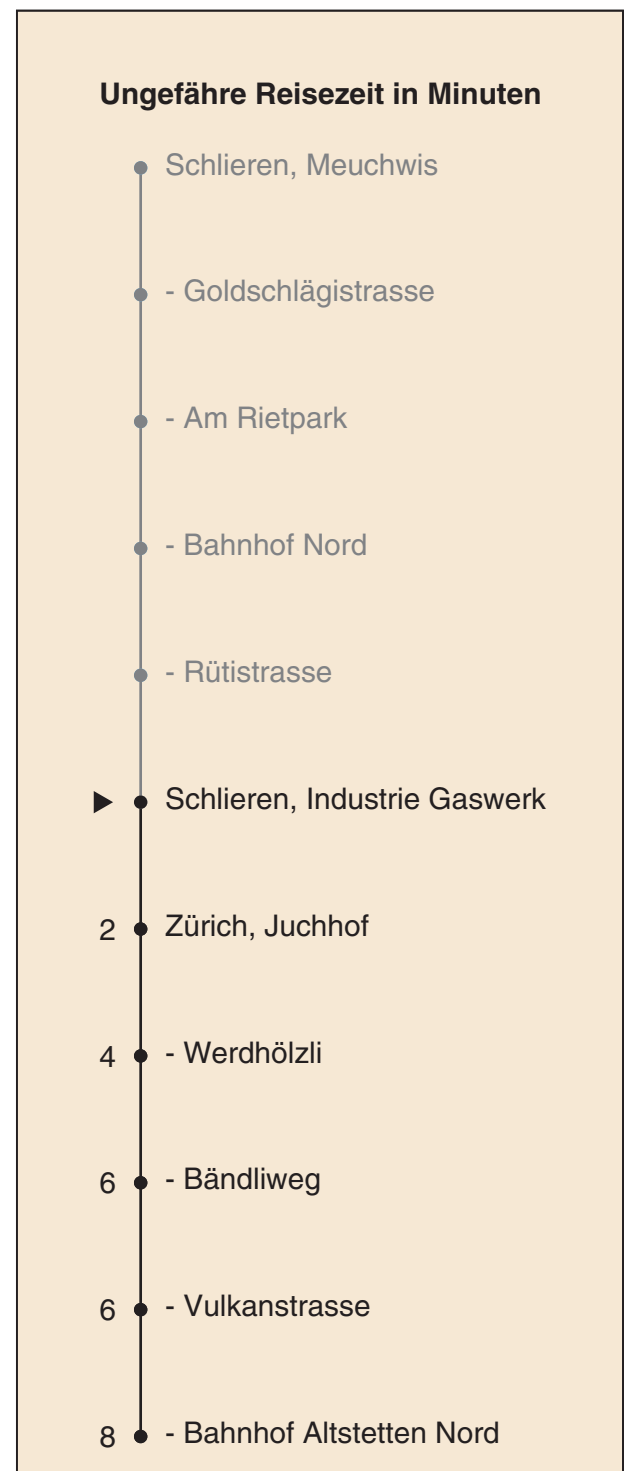 Ungefähre Reisezeit in Minuten
Schlieren, Meuchwis
- Goldschlägistrasse
- Am Rietpark
- Bahnhof Nord
- Rütistrasse
Schlieren, Industrie Gaswerk
2 Zürich, Juchhof
4 - Werdhölzli
6 - Bändliweg
6 - Vulkanstrasse
8 - Bahnhof Altstetten Nord